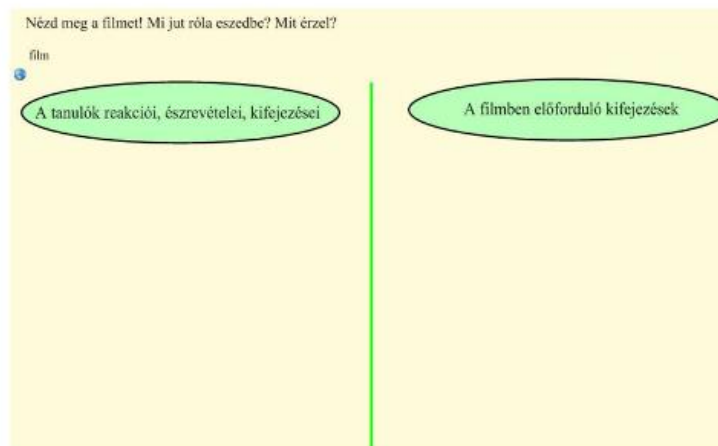 Nézd meg a filmet! Mi jut róla eszedbe? Mit érzel?
film
A tanulók reakciói, észrevételei, kifejezései
A filmben előforduló kifejezések